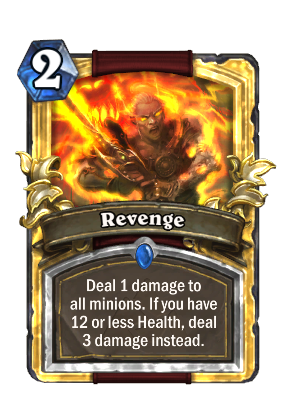 2
Revenge
Deal 1 damage to
all minions. If you have
12 or less Health, deal
3 damage instead.